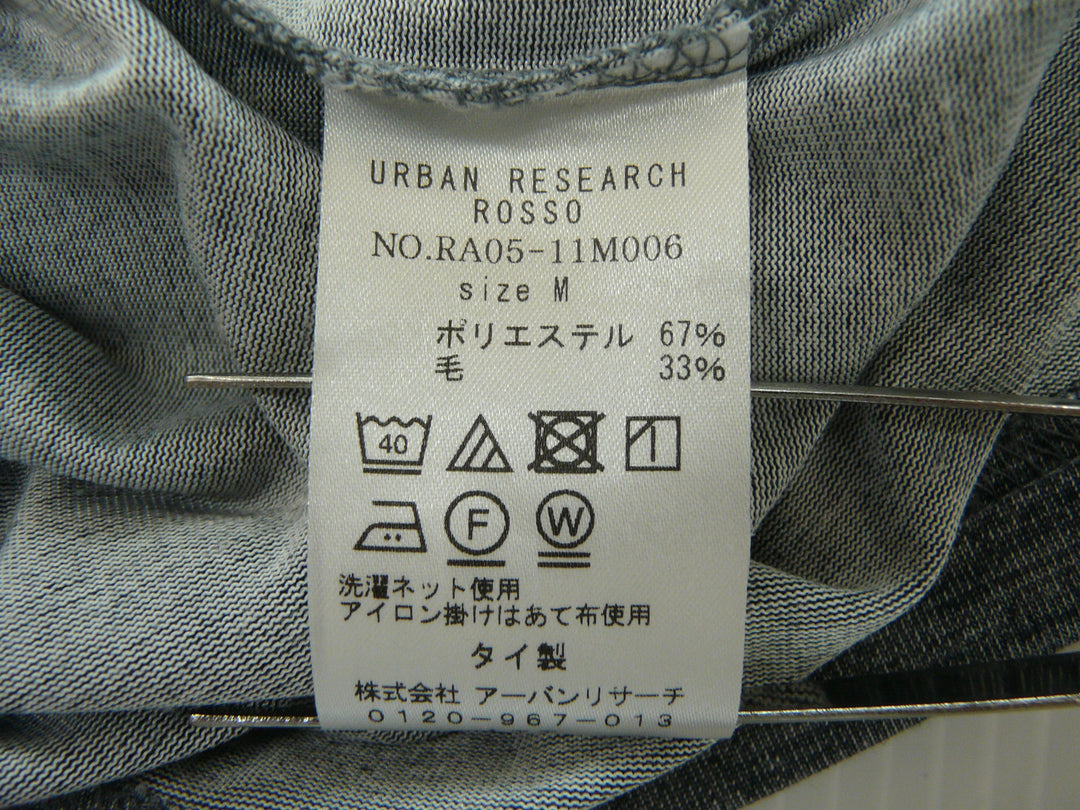 URBAN RESEARCH
ROSSO
NO.RA05-11M006
size M
ポリエステル 67%
毛 33%
40
F W
洗濯ネット使用
アイロン掛けはあて布使用
タイ製
株式会社 アーバンリサーチ
0120-967-013